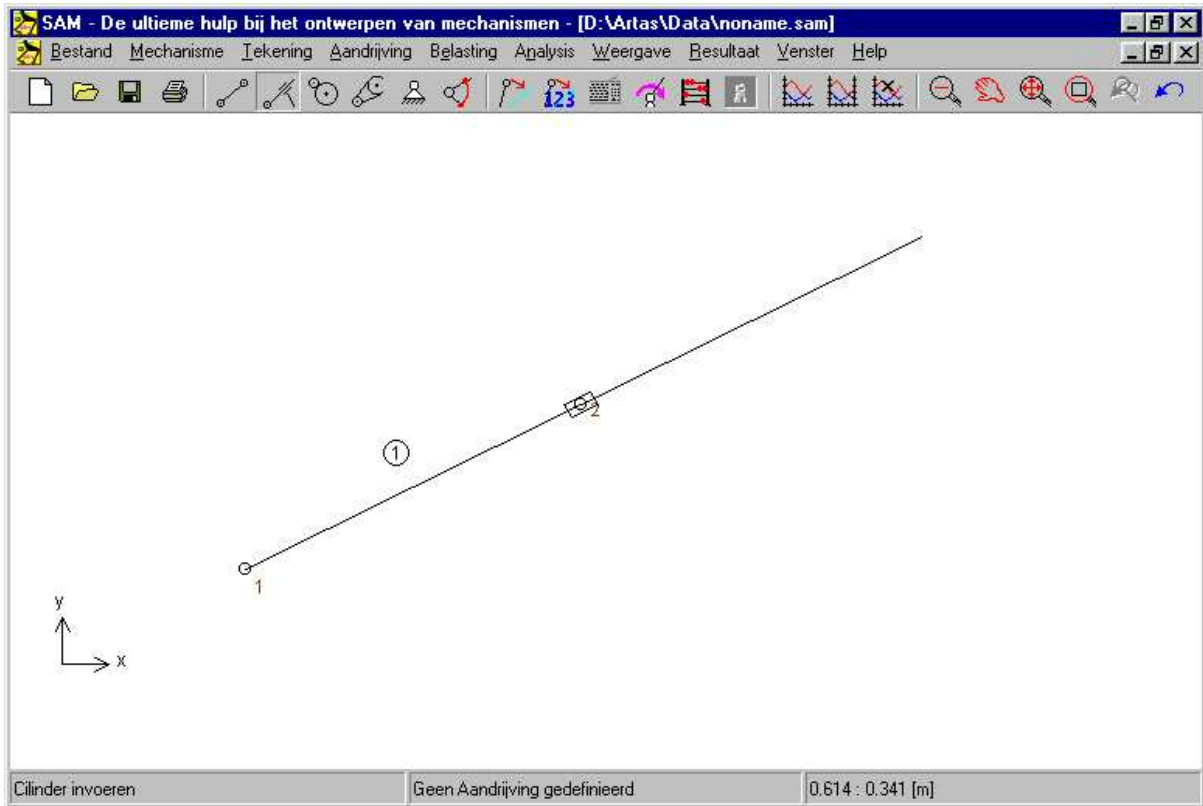 SAM - De ultieme hulp bij het ontwerpen van mechanismen - [D:\Artas\Data\noname.sam]
Bestand Mechanisme Tekening Aandrijving Belasting Analysis Weergave Resultaat Venster Help
123
2
1
1
y
x
Cilinder invoeren Geen Aandrijving gedefinieerd 0.614 : 0.341 [m]